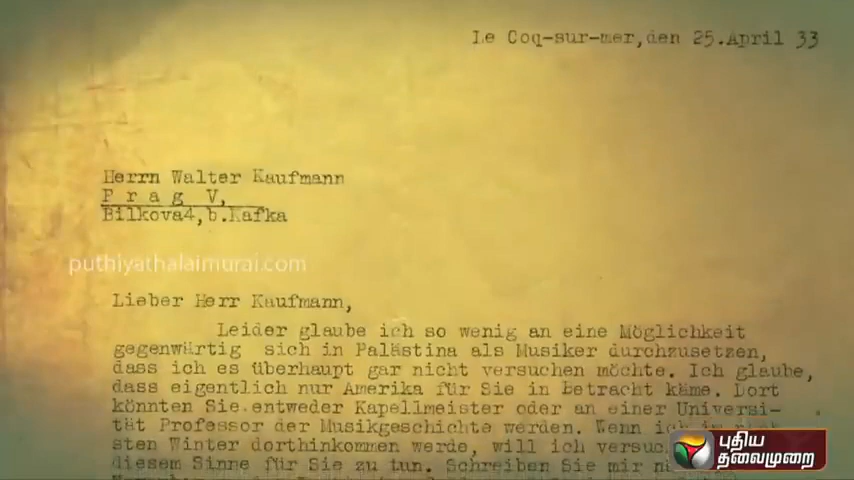 Le Coq-sur-mer,den 25.April 33
Herrn Walter Kaufmann
P r a g V,
Bilkova4,b.Kafka
puthiyathalaimurai.com
Lieber Herr Kaufmann,
Leider glaube ich so wenig an eine Möglichkeit
gegenwärtig sich in Palästina als Musiker durchzusetzen,
dass ich es überhaupt gar nicht versuchen möchte. Ich glaube,
dass eigentlich nur Amerika für Sie in betracht käme. Dort
könnten Sie entweder Kapellmeister oder an einer Universi-
tät Professor der Musikgeschichte werden. Wenn ich im
sten Winter dorthinkommen werde, will ich
diesem Sinne für Sie zu tun. Schreiben Sie mir
புதிய
தலைமுறை